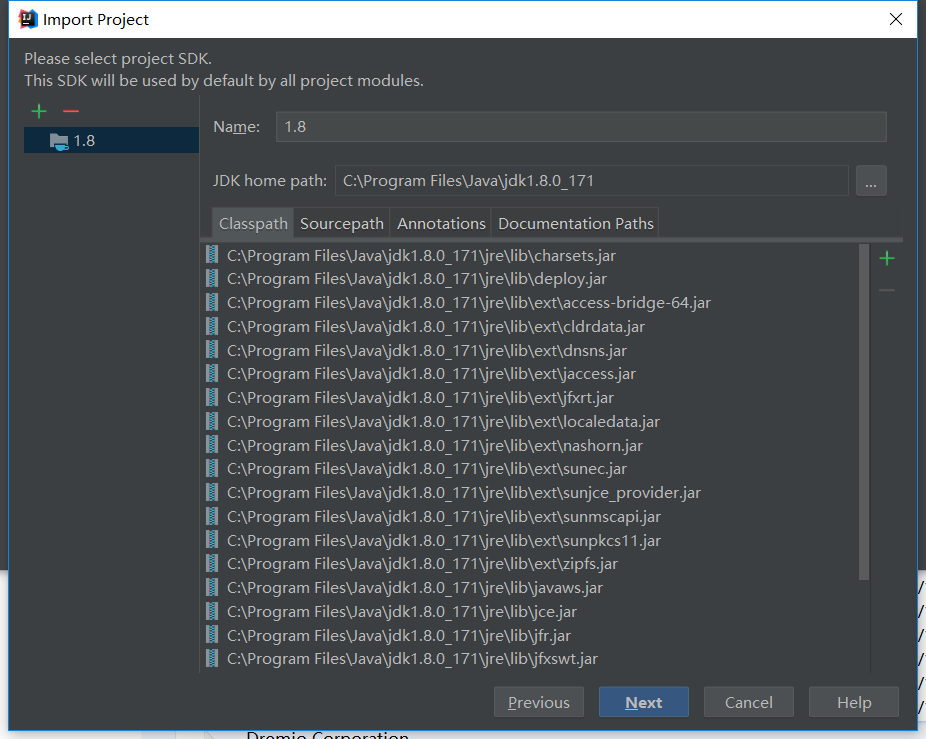 Import Project
Please select project SDK.
This SDK will be used by default by all project modules.
1.8
Name: 1.8
JDK home path: C:\Program Files\Java\jdk1.8.0_171 ...
Classpath Sourcepath Annotations Documentation Paths
C:\Program Files\Java\jdk1.8.0_171\jre\lib\charsets.jar
C:\Program Files\Java\jdk1.8.0_171\jre\lib\deploy.jar
C:\Program Files\Java\jdk1.8.0_171\jre\lib\ext\access-bridge-64.jar
C:\Program Files\Java\jdk1.8.0_171\jre\lib\ext\cldrdata.jar
C:\Program Files\Java\jdk1.8.0_171\jre\lib\ext\dnsns.jar
C:\Program Files\Java\jdk1.8.0_171\jre\lib\ext\jaccess.jar
C:\Program Files\Java\jdk1.8.0_171\jre\lib\ext\jfxrt.jar
C:\Program Files\Java\jdk1.8.0_171\jre\lib\ext\localedata.jar
C:\Program Files\Java\jdk1.8.0_171\jre\lib\ext\nashorn.jar
C:\Program Files\Java\jdk1.8.0_171\jre\lib\ext\sunec.jar
C:\Program Files\Java\jdk1.8.0_171\jre\lib\ext\sunjce_provider.jar
C:\Program Files\Java\jdk1.8.0_171\jre\lib\ext\sunmscapi.jar
C:\Program Files\Java\jdk1.8.0_171\jre\lib\ext\sunpkcs11.jar
C:\Program Files\Java\jdk1.8.0_171\jre\lib\ext\zipfs.jar
C:\Program Files\Java\jdk1.8.0_171\jre\lib\javaws.jar
C:\Program Files\Java\jdk1.8.0_171\jre\lib\jce.jar
C:\Program Files\Java\jdk1.8.0_171\jre\lib\jfr.jar
C:\Program Files\Java\jdk1.8.0_171\jre\lib\jfxswt.jar
Previous Next Cancel Help
Dremio Corporation